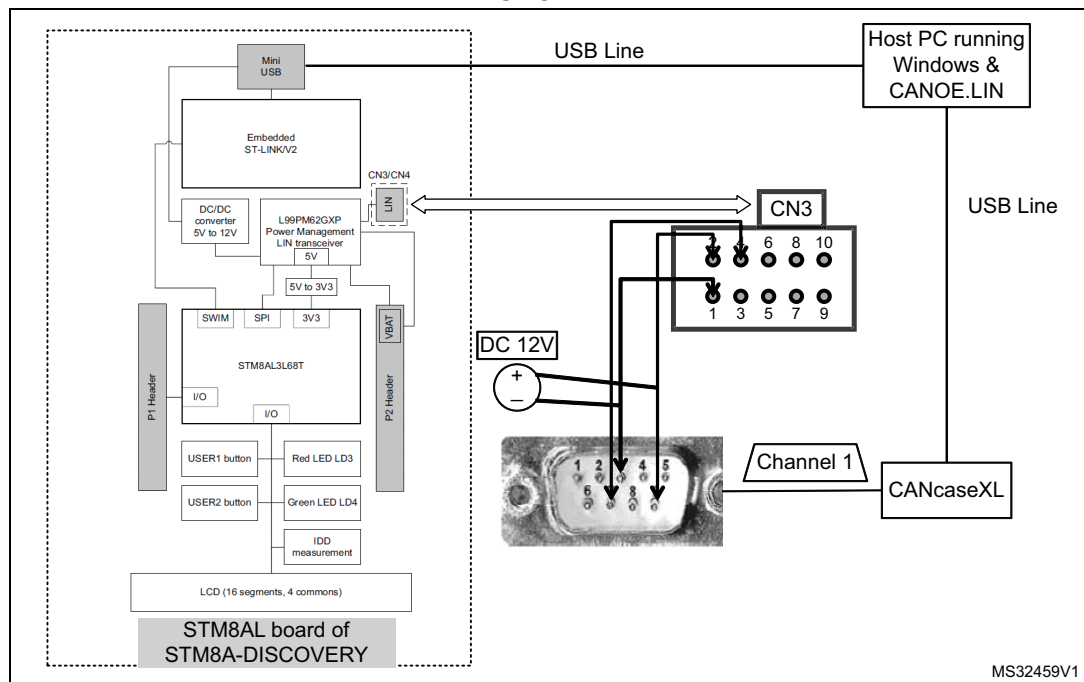 Mini
USB
USB Line
Host PC running
Windows &
CANOE.LIN
Embedded
ST-LINK/V2
CN3/CN4
LIN
DC/DC
converter
5V to 12V
L99PM62GXP
Power Management
LIN transceiver
5V
5V to 3V3
CN3
USB Line
2 4 6 8 10
1 3 5 7 9
SWIM
SPI
3V3
VBAT
STM8AL3L68T
P1 Header
I/O
I/O
P2 Header
DC 12V
+
–
USER1 button
Red LED LD3
USER2 button
Green LED LD4
IDD
measurement
LCD (16 segments, 4 commons)
1 2 4 5
6 8
Channel 1
CANcaseXL
STM8AL board of
STM8A-DISCOVERY
MS32459V1